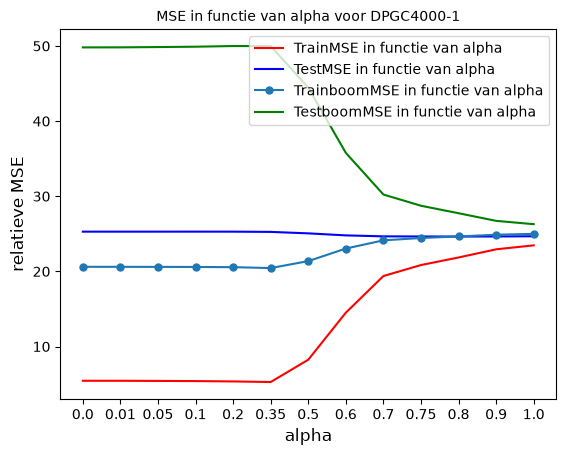 MSE in functie van alpha voor DPGC4000-1
TrainMSE in functie van alpha
TestMSE in functie van alpha
TrainboomMSE in functie van alpha
TestboomMSE in functie van alpha
relatieve MSE
50
40
30
20
10
0.0 0.01 0.05 0.1 0.2 0.35 0.5 0.6 0.7 0.75 0.8 0.9 1.0
alpha